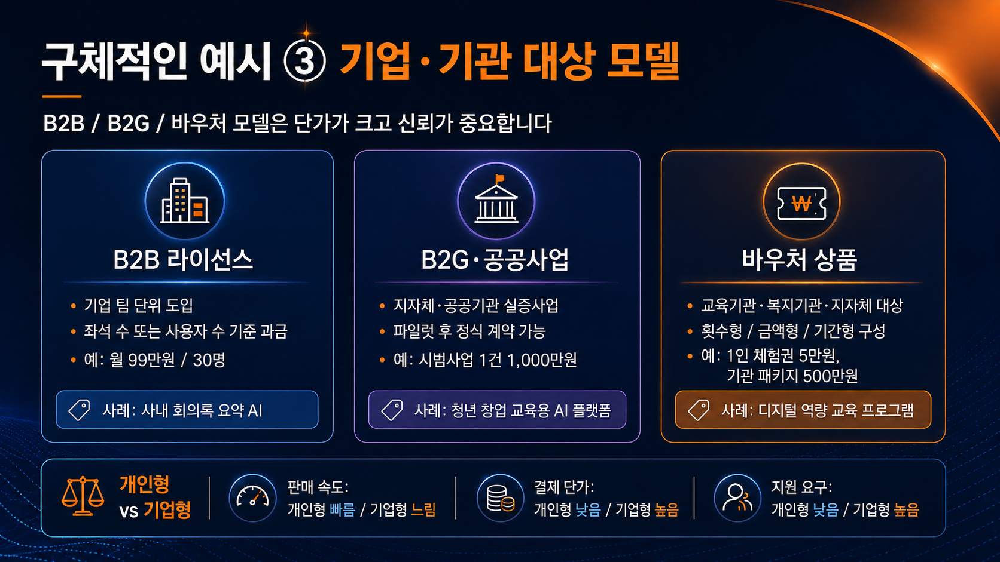 구체적인 예시 ③ 기업·기관 대상 모델
B2B / B2G / 바우처 모델은 단가가 크고 신뢰가 중요합니다
B2B 라이선스
• 기업 팀 단위 도입
• 좌석 수 또는 사용자 수 기준 과금
• 예: 월 99만원 / 30명
사례: 사내 회의록 요약 AI
B2G·공공사업
• 지자체·공공기관 실증사업
• 파일럿 후 정식 계약 가능
• 예: 시범사업 1건 1,000만원
사례: 청년 창업 교육용 AI 플랫폼
₩
바우처 상품
• 교육기관·복지기관·지자체 대상
• 횟수형 / 금액형 / 기간형 구성
• 예: 1인 체험권 5만원,
기관 패키지 500만원
사례: 디지털 역량 교육 프로그램
개인형
vs 기업형
판매 속도:
개인형 빠름 / 기업형 느림
결제 단가:
개인형 낮음 / 기업형 높음
지원 요구:
개인형 낮음 / 기업형 높음